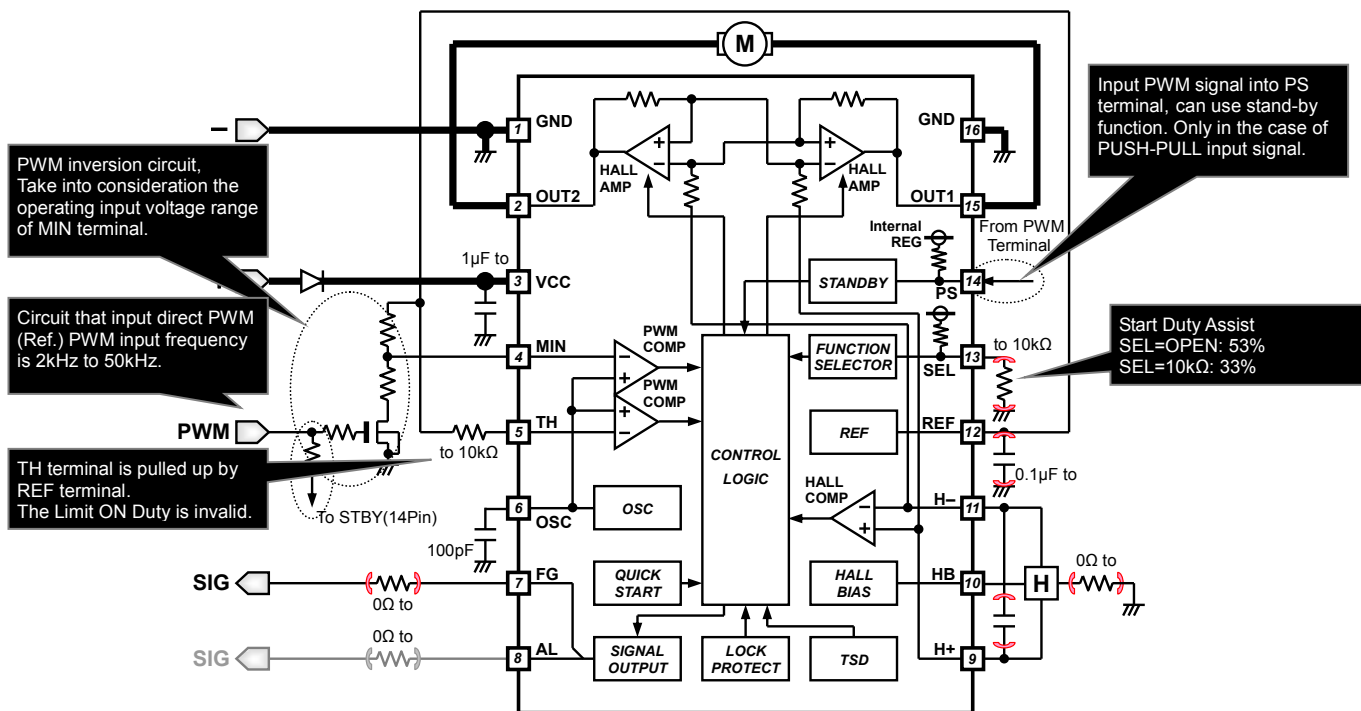 M
Input PWM signal into PS
terminal, can use stand-by
function. Only in the case of
PUSH-PULL input signal.
PWM inversion circuit,
Take into consideration the
operating input voltage range
of MIN terminal.
Circuit that input direct PWM
(Ref.) PWM input frequency
is 2kHz to 50kHz.
TH terminal is pulled up by
REF terminal.
The Limit ON Duty is invalid.
Start Duty Assist
SEL=OPEN: 53%
SEL=10kΩ: 33%
−
1 GND
GND 16
2 OUT2
OUT1 15
HALL
AMP
HALL
AMP
1µF to
3 VCC
Internal
REG
From PWM
Terminal
STANDBY
PS 14
4 MIN
PWM
COMP
PWM
COMP
FUNCTION
SELECTOR
SEL 13
to 10kΩ
PWM
5 TH
to 10kΩ
REF
REF 12
0.1µF to
CONTROL
LOGIC
To STBY(14Pin)
6 OSC
OSC
100pF
HALL
COMP
H− 11
SIG
0Ω to
7 FG
QUICK
START
HALL
BIAS
HB 10
H
0Ω to
SIG
0Ω to
8 AL
SIGNAL
OUTPUT
LOCK
PROTECT
TSD
H+ 9